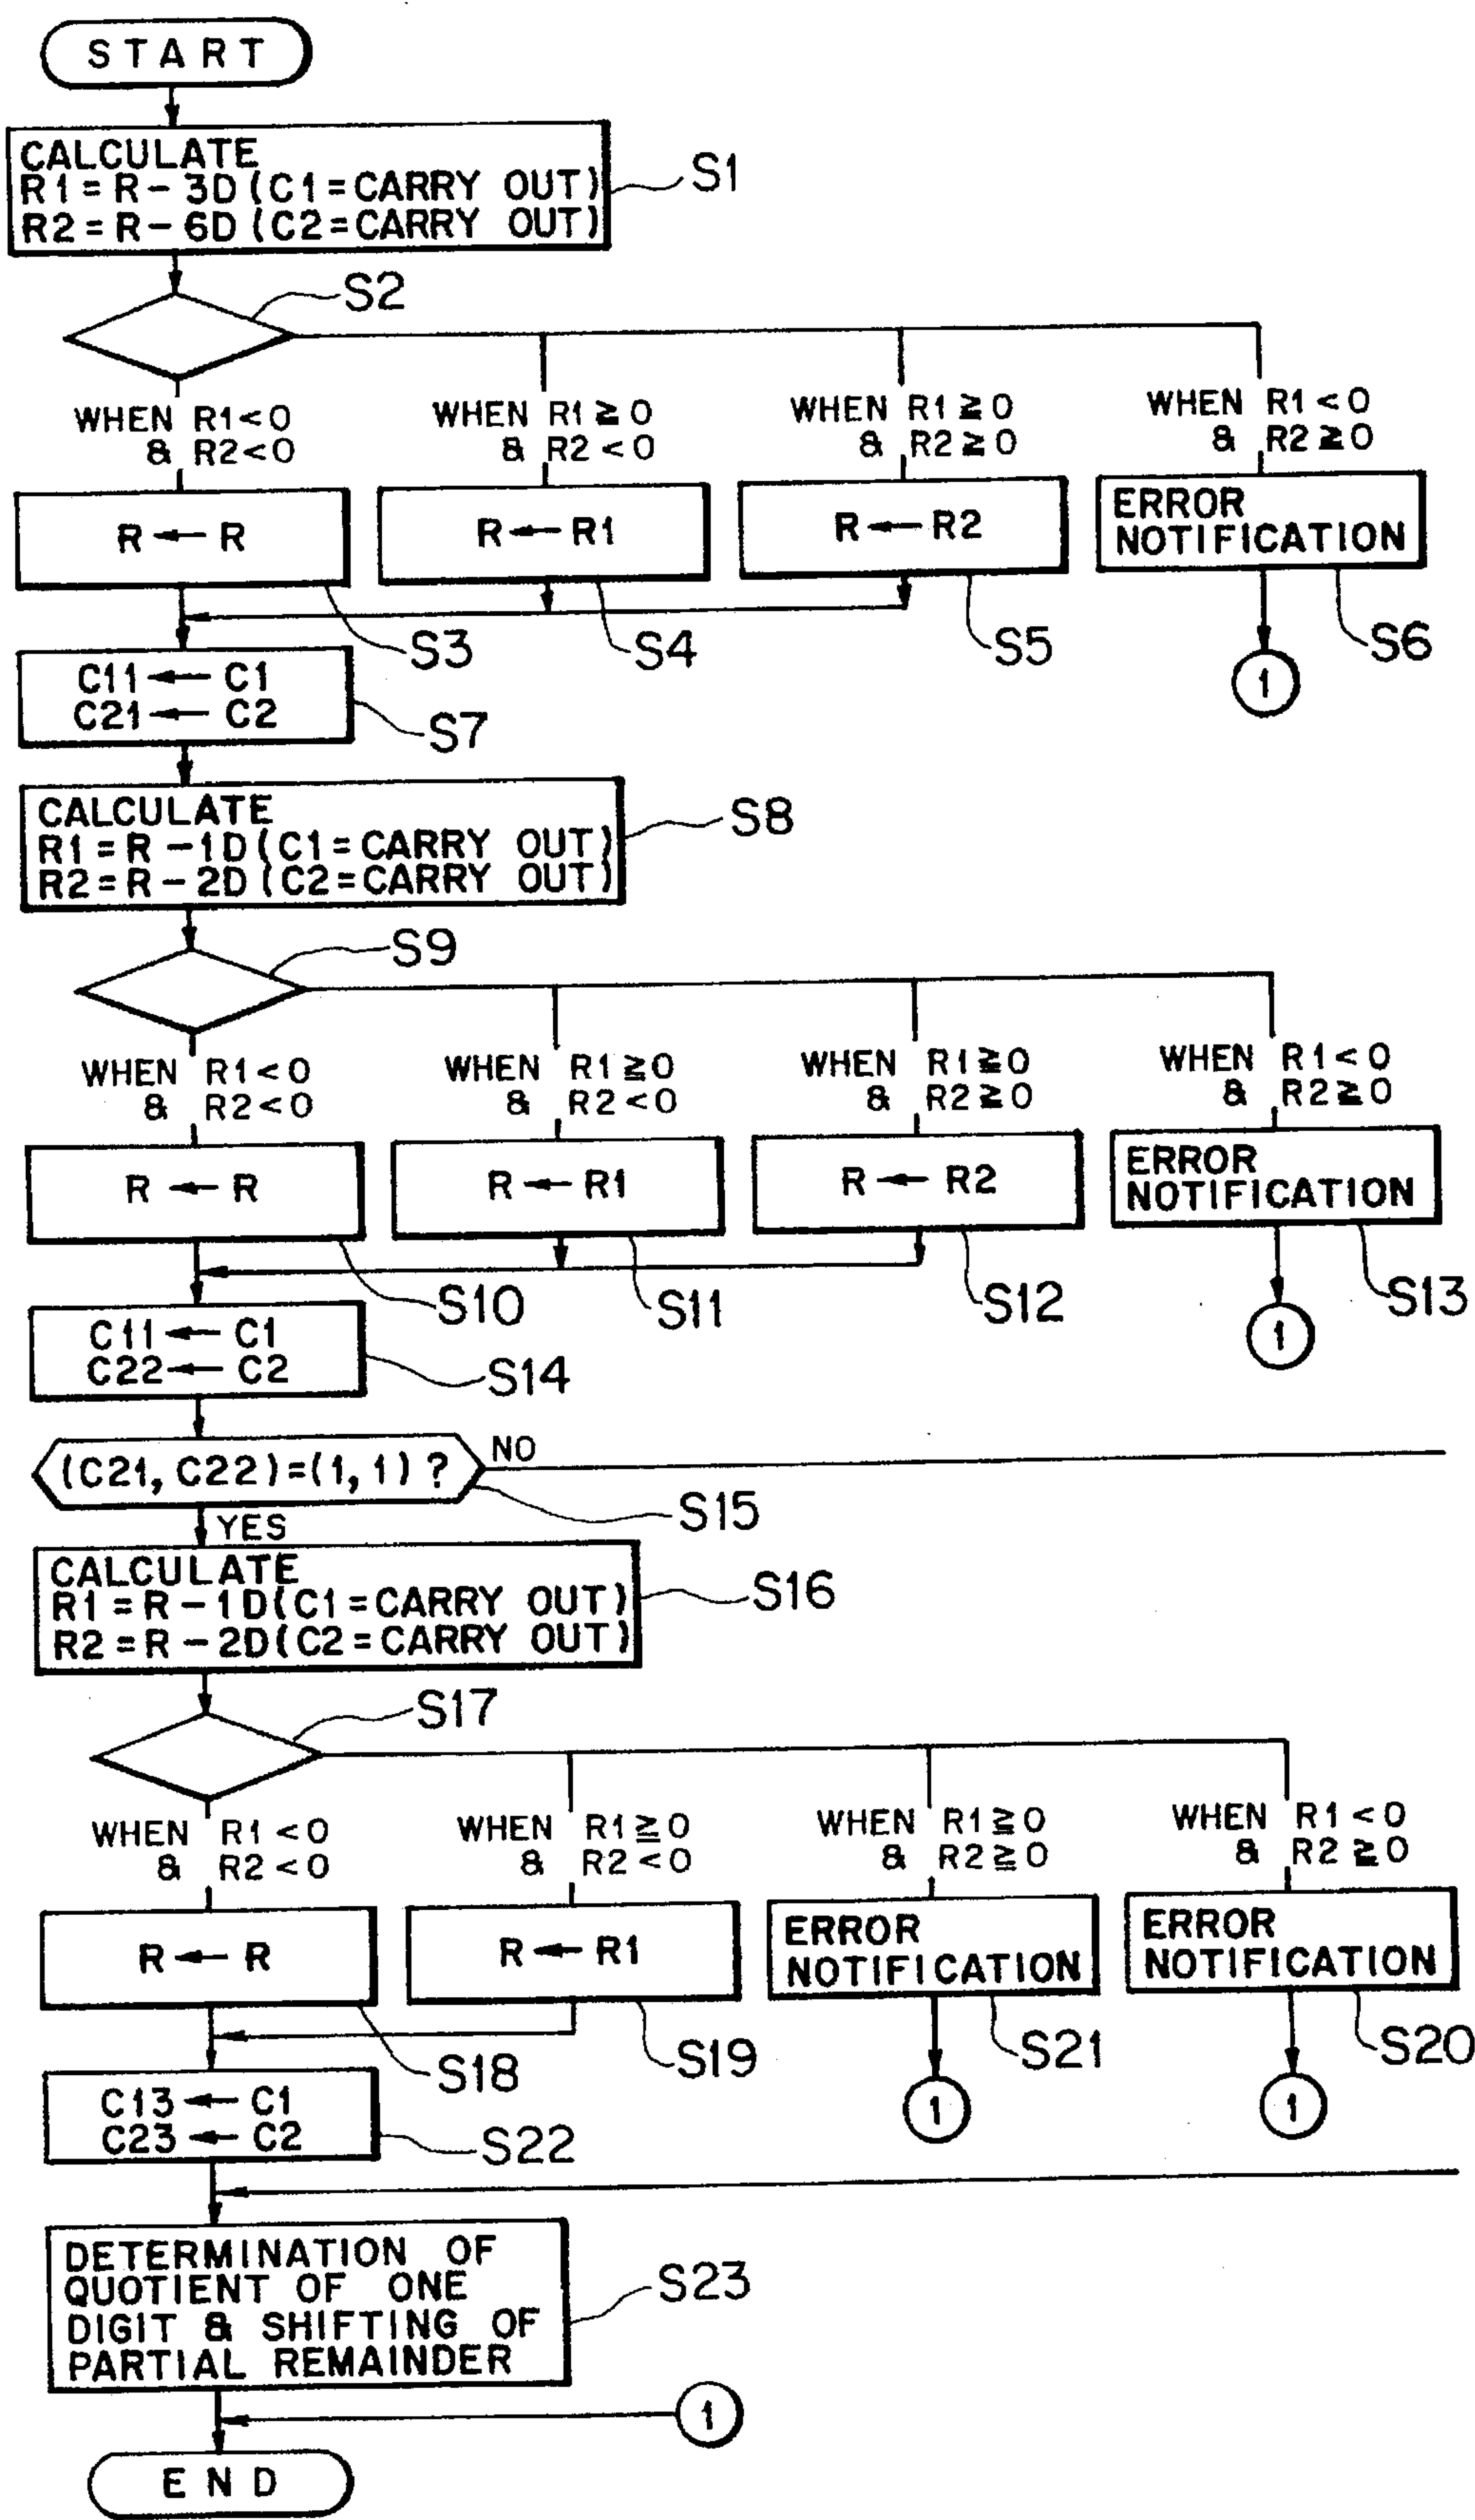 START
CALCULATE
R1=R-3D(C1=CARRY OUT)
R2=R-6D(C2=CARRY OUT)
S1
S2
WHEN R1<0
& R2<0
WHEN R1≧0
& R2<0
WHEN R1≧0
& R2≧0
WHEN R1<0
& R2≧0
R←R
R←R1
R←R2
ERROR
NOTIFICATION
S3
S4
S5
S6
1
C11←C1
C21←C2
S7
CALCULATE
R1=R-1D(C1=CARRY OUT)
R2=R-2D(C2=CARRY OUT)
S8
S9
WHEN R1<0
& R2<0
WHEN R1≧0
& R2<0
WHEN R1≧0
& R2≧0
WHEN R1<0
& R2≧0
R←R
R←R1
R←R2
ERROR
NOTIFICATION
S10
S11
S12
S13
1
C11←C1
C22←C2
S14
(C21,C22)=(1,1)?
NO
S15
YES
CALCULATE
R1=R-1D(C1=CARRY OUT)
R2=R-2D(C2=CARRY OUT)
S16
S17
WHEN R1<0
& R2<0
WHEN R1≧0
& R2<0
WHEN R1≧0
& R2≧0
WHEN R1<0
& R2≧0
R←R
R←R1
ERROR
NOTIFICATION
ERROR
NOTIFICATION
S18
S19
S21
S20
1
1
C13←C1
C23←C2
S22
DETERMINATION OF
QUOTIENT OF ONE
DIGIT & SHIFTING OF
PARTIAL REMAINDER
S23
1
END